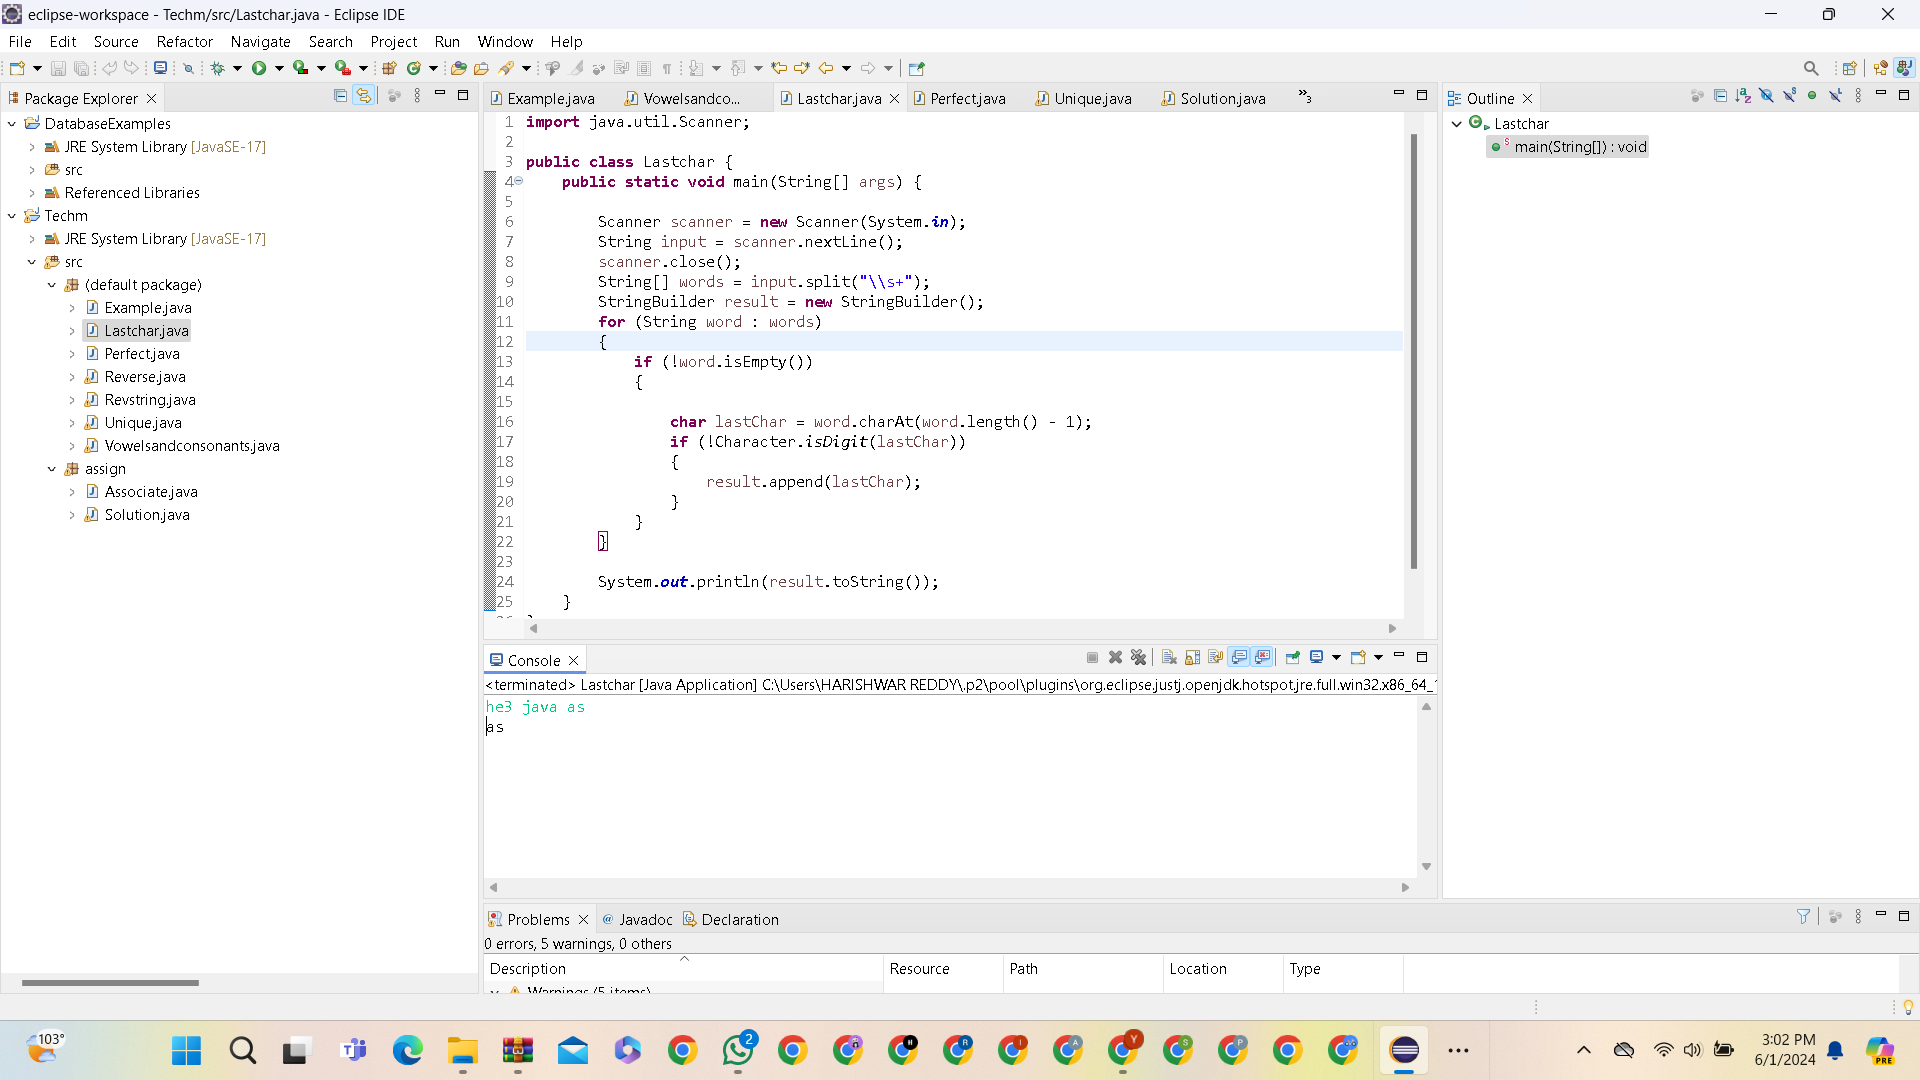 eclipse-workspace - Techm/src/Lastchar.java - Eclipse IDE
File Edit Source Refactor Navigate Search Project Run Window Help
Package Explorer
DatabaseExamples
JRE System Library [JavaSE-17]
src
Referenced Libraries
Techm
JRE System Library [JavaSE-17]
src
(default package)
Example.java
Lastchar.java
Perfect.java
Reverse.java
Revstring.java
Unique.java
Vowelsandconsonants.java
assign
Associate.java
Solution.java
Example.java Vowelsandco... Lastchar.java Perfect.java Unique.java Solution.java »3
1 import java.util.Scanner;
2
3 public class Lastchar {
4 public static void main(String[] args) {
5
6 Scanner scanner = new Scanner(System.in);
7 String input = scanner.nextLine();
8 scanner.close();
9 String[] words = input.split("\\s+");
10 StringBuilder result = new StringBuilder();
11 for (String word : words)
12 {
13 if (!word.isEmpty())
14 {
15
16 char lastChar = word.charAt(word.length() - 1);
17 if (!Character.isDigit(lastChar))
18 {
19 result.append(lastChar);
20 }
21 }
22 }
23
24 System.out.println(result.toString());
25 }
Outline
Lastchar
main(String[]) : void
Console
<terminated> Lastchar [Java Application] C:\Users\HARISHWAR REDDY\.p2\pool\plugins\org.eclipse.justj.openjdk.hotspot.jre.full.win32.x86_64_
he3 java as
as
Problems Javadoc Declaration
0 errors, 5 warnings, 0 others
Description Resource Path Location Type
Warnings (5 items)
103°
2
3:02 PM
6/1/2024
PRE